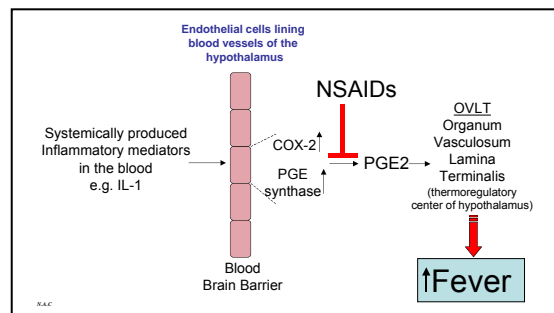 Endothelial cells lining
blood vessels of the
hypothalamus
NSAIDs
Systemically produced
Inflammatory mediators
in the blood
e.g. IL-1
COX-2
PGE
synthase
PGE2
OVLT
Organum
Vasculosum
Lamina
Terminalis
(thermoregulatory
center of hypothalamus)
Blood
Brain Barrier
↑Fever
N.A.C